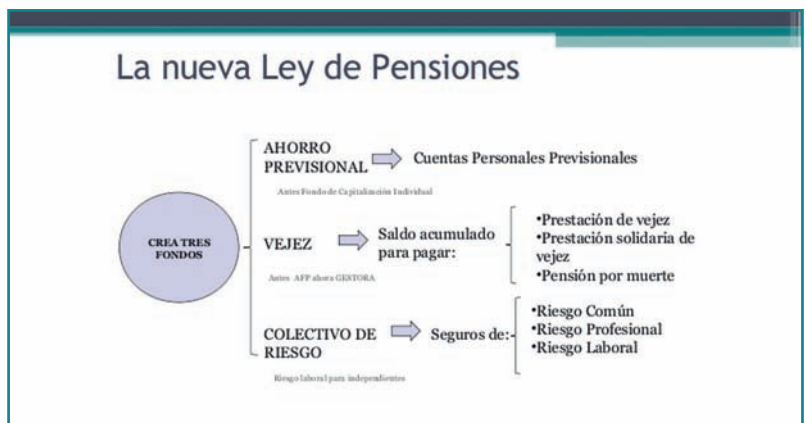 La nueva Ley de Pensiones
CREA TRES
FONDOS
AHORRO
PREVISIONAL
Cuentas Personales Previsionales
Antes Fondo de Capitalización Individual
VEJEZ
Saldo acumulado
para pagar:
•Prestación de vejez
•Prestación solidaria de
vejez
•Pensión por muerte
Antes AFP ahora GESTORA
COLECTIVO DE
RIESGO
Seguros de:
•Riesgo Común
•Riesgo Profesional
•Riesgo Laboral
Riesgo laboral para independientes